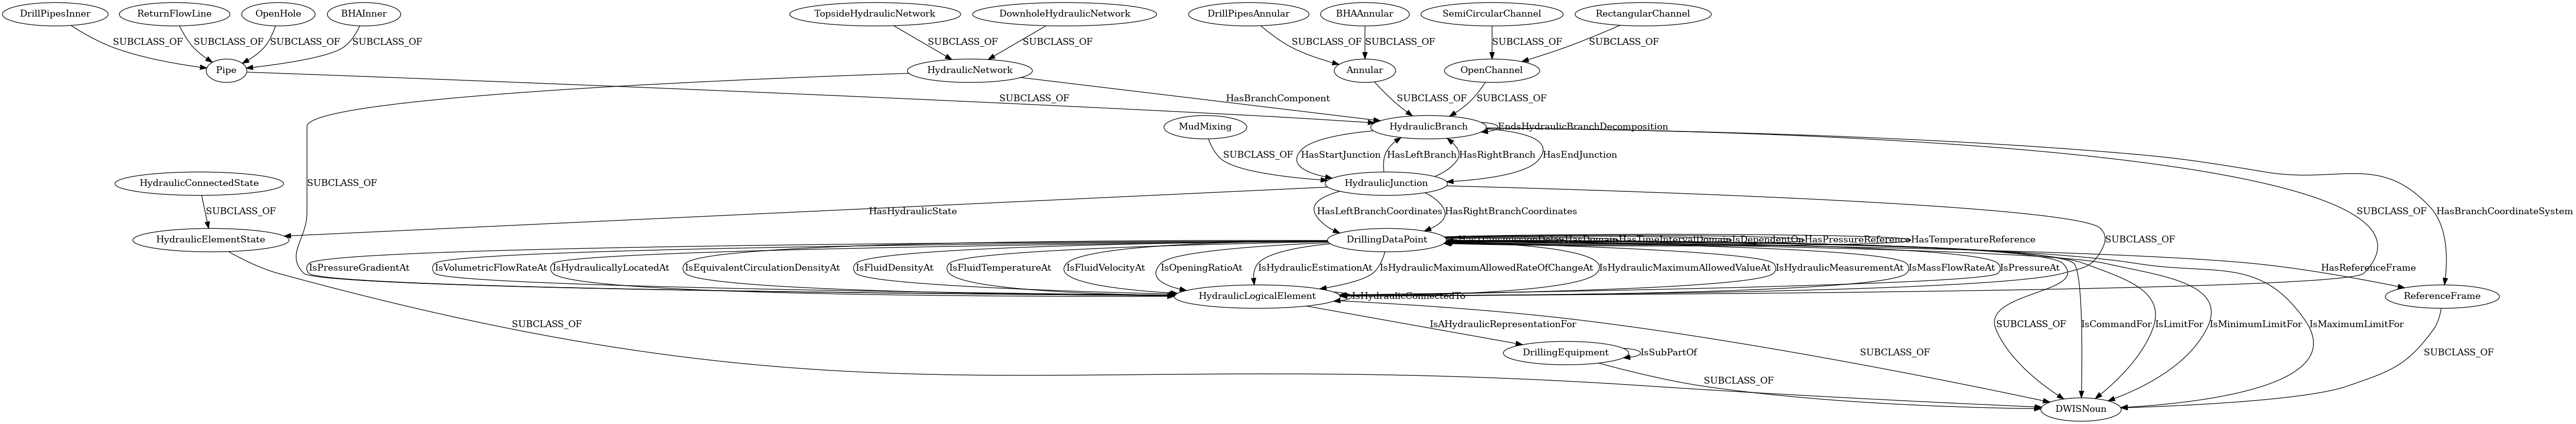 DrillPipesInner
ReturnFlowLine
OpenHole
BHAInner
TopsideHydraulicNetwork
DownholeHydraulicNetwork
DrillPipesAnnular
BHAAnnular
SemiCircularChannel
RectangularChannel
SUBCLASS_OF
SUBCLASS_OF
SUBCLASS_OF
SUBCLASS_OF
SUBCLASS_OF
SUBCLASS_OF
SUBCLASS_OF
SUBCLASS_OF
SUBCLASS_OF
SUBCLASS_OF
Pipe
HydraulicNetwork
Annular
OpenChannel
SUBCLASS_OF
HasBranchComponent
SUBCLASS_OF
SUBCLASS_OF
MudMixing
HydraulicBranch
EndsHydraulicBranchDecomposition
SUBCLASS_OF
HasStartJunction
HasLeftBranch
HasRightBranch
HasEndJunction
HydraulicConnectedState
SUBCLASS_OF
HydraulicJunction
SUBCLASS_OF
HasHydraulicState
HasLeftBranchCoordinates
HasRightBranchCoordinates
SUBCLASS_OF
HasBranchCoordinateSystem
HydraulicElementState
DrillingDataPoint
HasTimeIntervalDomain
IsDependentOn
HasPressureReference
HasTemperatureReference
SUBCLASS_OF
IsPressureGradientAt
IsVolumetricFlowRateAt
IsHydraulicallyLocatedAt
IsEquivalentCirculationDensityAt
IsFluidDensityAt
IsFluidTemperatureAt
IsFluidVelocityAt
IsOpeningRatioAt
IsHydraulicEstimationAt
IsHydraulicMaximumAllowedRateOfChangeAt
IsHydraulicMaximumAllowedValueAt
IsHydraulicMeasurementAt
IsMassFlowRateAt
IsPressureAt
HasReferenceFrame
HydraulicLogicalElement
IsHydraulicConnectedTo
ReferenceFrame
SUBCLASS_OF
IsAHydraulicRepresentationFor
SUBCLASS_OF
IsCommandFor
IsLimitFor
IsMinimumLimitFor
IsMaximumLimitFor
DrillingEquipment
IsSubPartOf
SUBCLASS_OF
SUBCLASS_OF
SUBCLASS_OF
DWISNoun